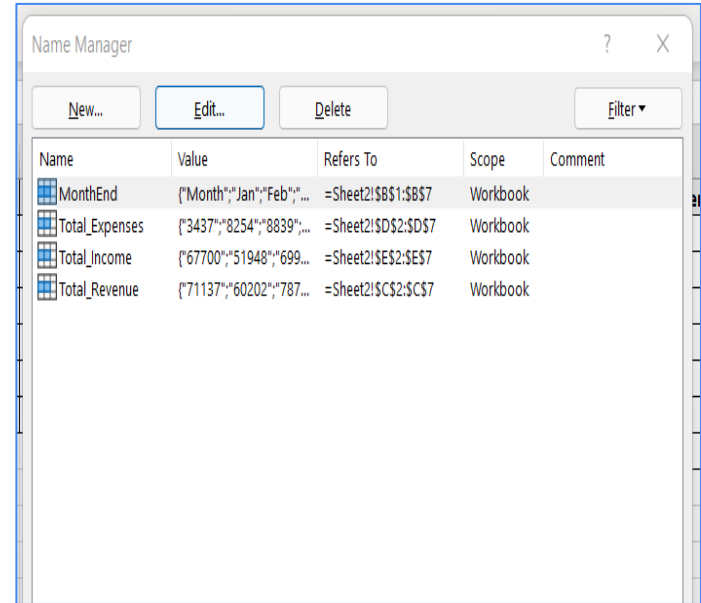 Name Manager ? X
New... Edit... Delete Filter
Name Value Refers To Scope Comment
MonthEnd {"Month";"Jan";"Feb";"... =Sheet2!$B$1:$B$7 Workbook
Total_Expenses {"3437";"8254";"8839";... =Sheet2!$D$2:$D$7 Workbook
Total_Income {"67700";"51948";"699... =Sheet2!$E$2:$E$7 Workbook
Total_Revenue {"71137";"60202";"787... =Sheet2!$C$2:$C$7 Workbook